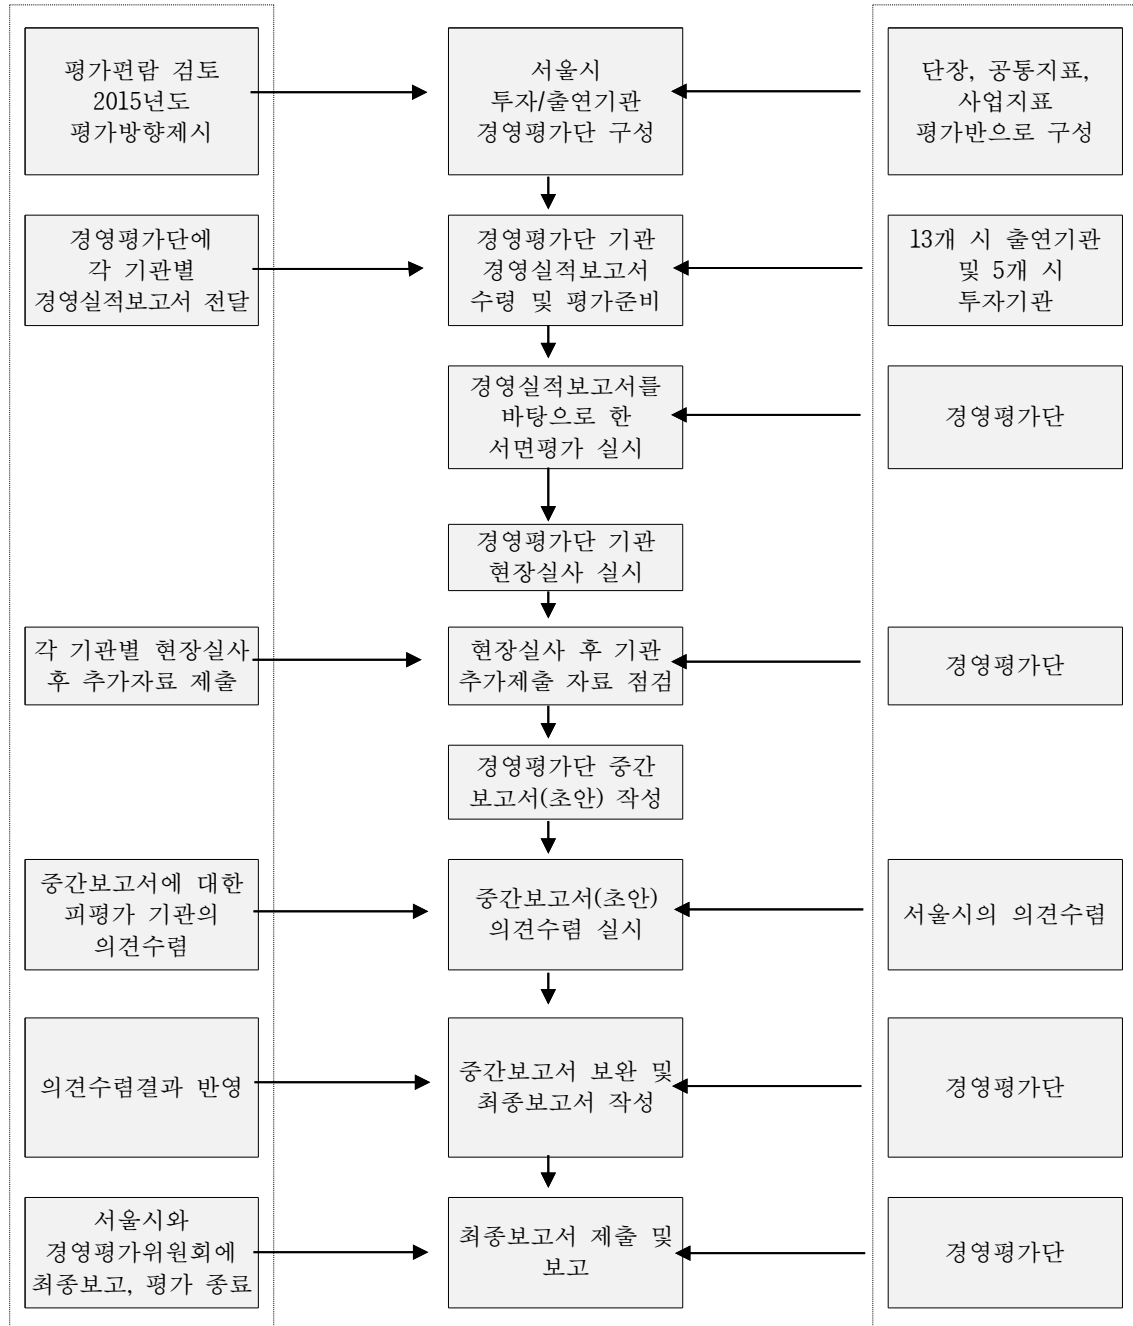 평가편람 검토
2015년도
평가방향제시
서울시
투자/출연기관
경영평가단 구성
단장, 공통지표,
사업지표
평가반으로 구성
경영평가단에
각 기관별
경영실적보고서 전달
경영평가단 기관
경영실적보고서
수령 및 평가준비
13개 시 출연기관
및 5개 시
투자기관
경영실적보고서를
바탕으로 한
서면평가 실시
경영평가단
경영평가단 기관
현장실사 실시
각 기관별 현장실사
후 추가자료 제출
현장실사 후 기관
추가제출 자료 점검
경영평가단
경영평가단 중간
보고서(초안) 작성
중간보고서에 대한
피평가 기관의
의견수렴
중간보고서(초안)
의견수렴 실시
서울시의 의견수렴
의견수렴결과 반영
중간보고서 보완 및
최종보고서 작성
경영평가단
서울시와
경영평가위원회에
최종보고, 평가 종료
최종보고서 제출 및
보고
경영평가단